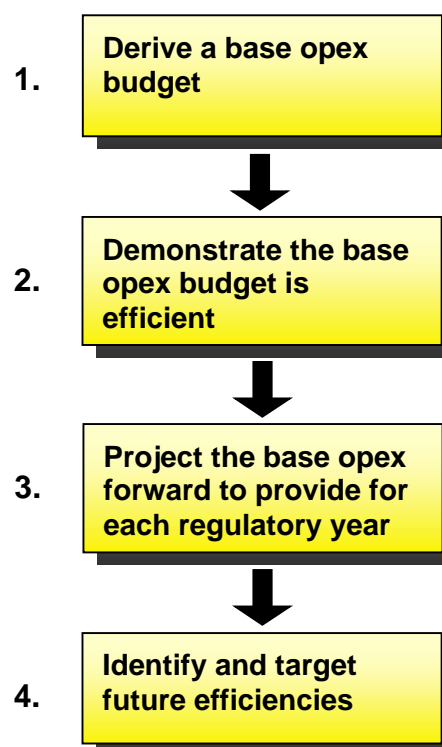 1.
Derive a base opex
budget
2.
Demonstrate the base
opex budget is
efficient
3.
Project the base opex
forward to provide for
each regulatory year
4.
Identify and target
future efficiencies